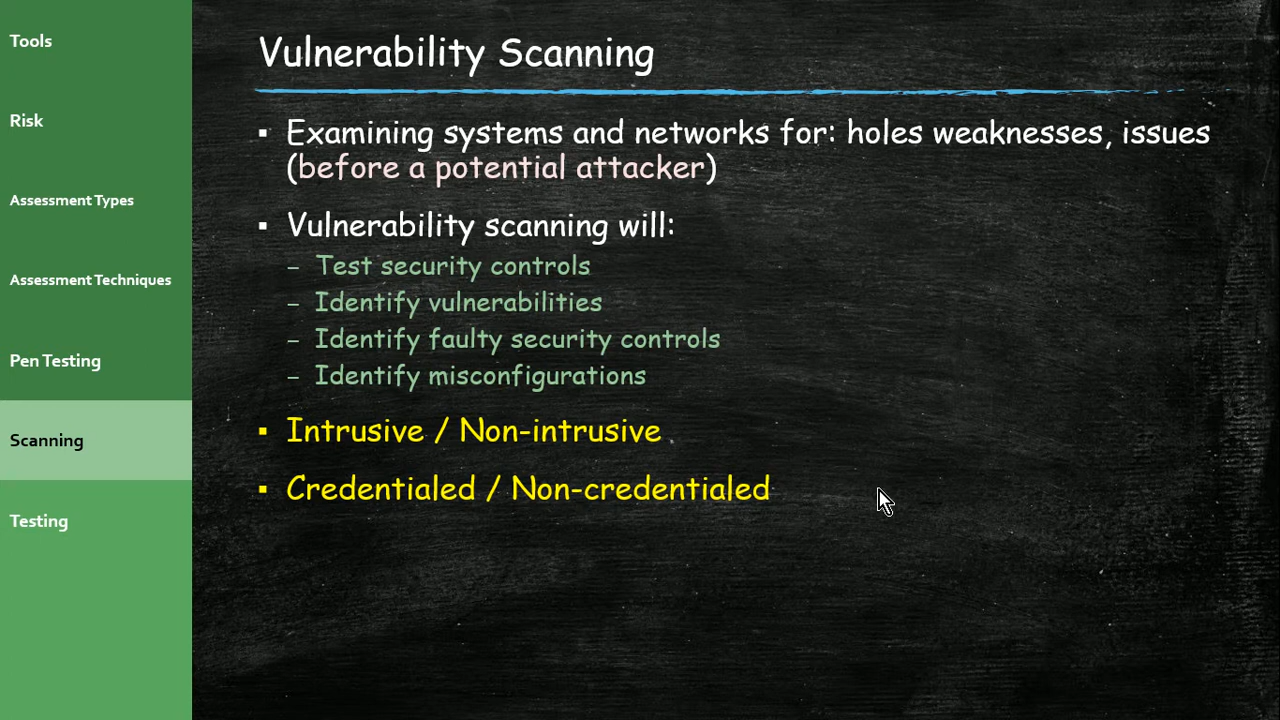 Tools
Risk
Assessment Types
Assessment Techniques
Pen Testing
Scanning
Testing
Vulnerability Scanning
▪ Examining systems and networks for: holes weaknesses, issues
(before a potential attacker)
▪ Vulnerability scanning will:
– Test security controls
– Identify vulnerabilities
– Identify faulty security controls
– Identify misconfigurations
▪ Intrusive / Non-intrusive
▪ Credentialed / Non-credentialed